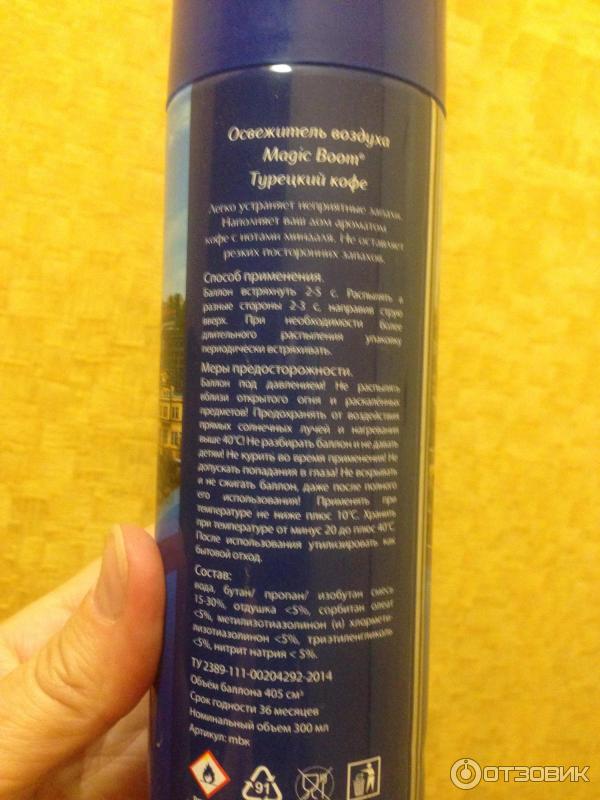 Освежитель воздуха
Magic Boom®
Турецкий кофе
Легко устраняет неприятные запахи.
Наполняет ваш дом ароматом
кофе с нотами миндаля. Не оставляет
резких посторонних запахов.
Способ применения.
Баллон встряхнуть 2-5 с. Распылять в
разные стороны 2-3 с, направив струю
вверх. При необходимости более
длительного распыления упаковку
периодически встряхивать.
Меры предосторожности.
Баллон под давлением! Не распылять
вблизи открытого огня и раскалённых
предметов! Предохранять от воздействия
прямых солнечных лучей и нагревания
выше 40°С! Не разбирать баллон и не давать
детям! Не курить во время применения! Не
допускать попадания в глаза! Не вскрывать
и не сжигать баллон, даже после полного
его использования! Применять при
температуре не ниже плюс 10°С. Хранить
при температуре от минус 20 до плюс 40°С
После использования утилизировать как
бытовой отход.
Состав:
вода, бутан/ пропан/ изобутан смесь
15-30%, отдушка <5%, сорбитан олеат
<5%, метилизотиазолинон (и) хлормети-
лизотиазолинон <5%, триэтиленгликоль
<5%, нитрит натрия < 5%.
ТУ 2389-111-00204292-2014
Объём баллона 405 см³
Срок годности 36 месяцев
Номинальный объем 300 мл
Артикул: mbк
91
ОТЗОВИК